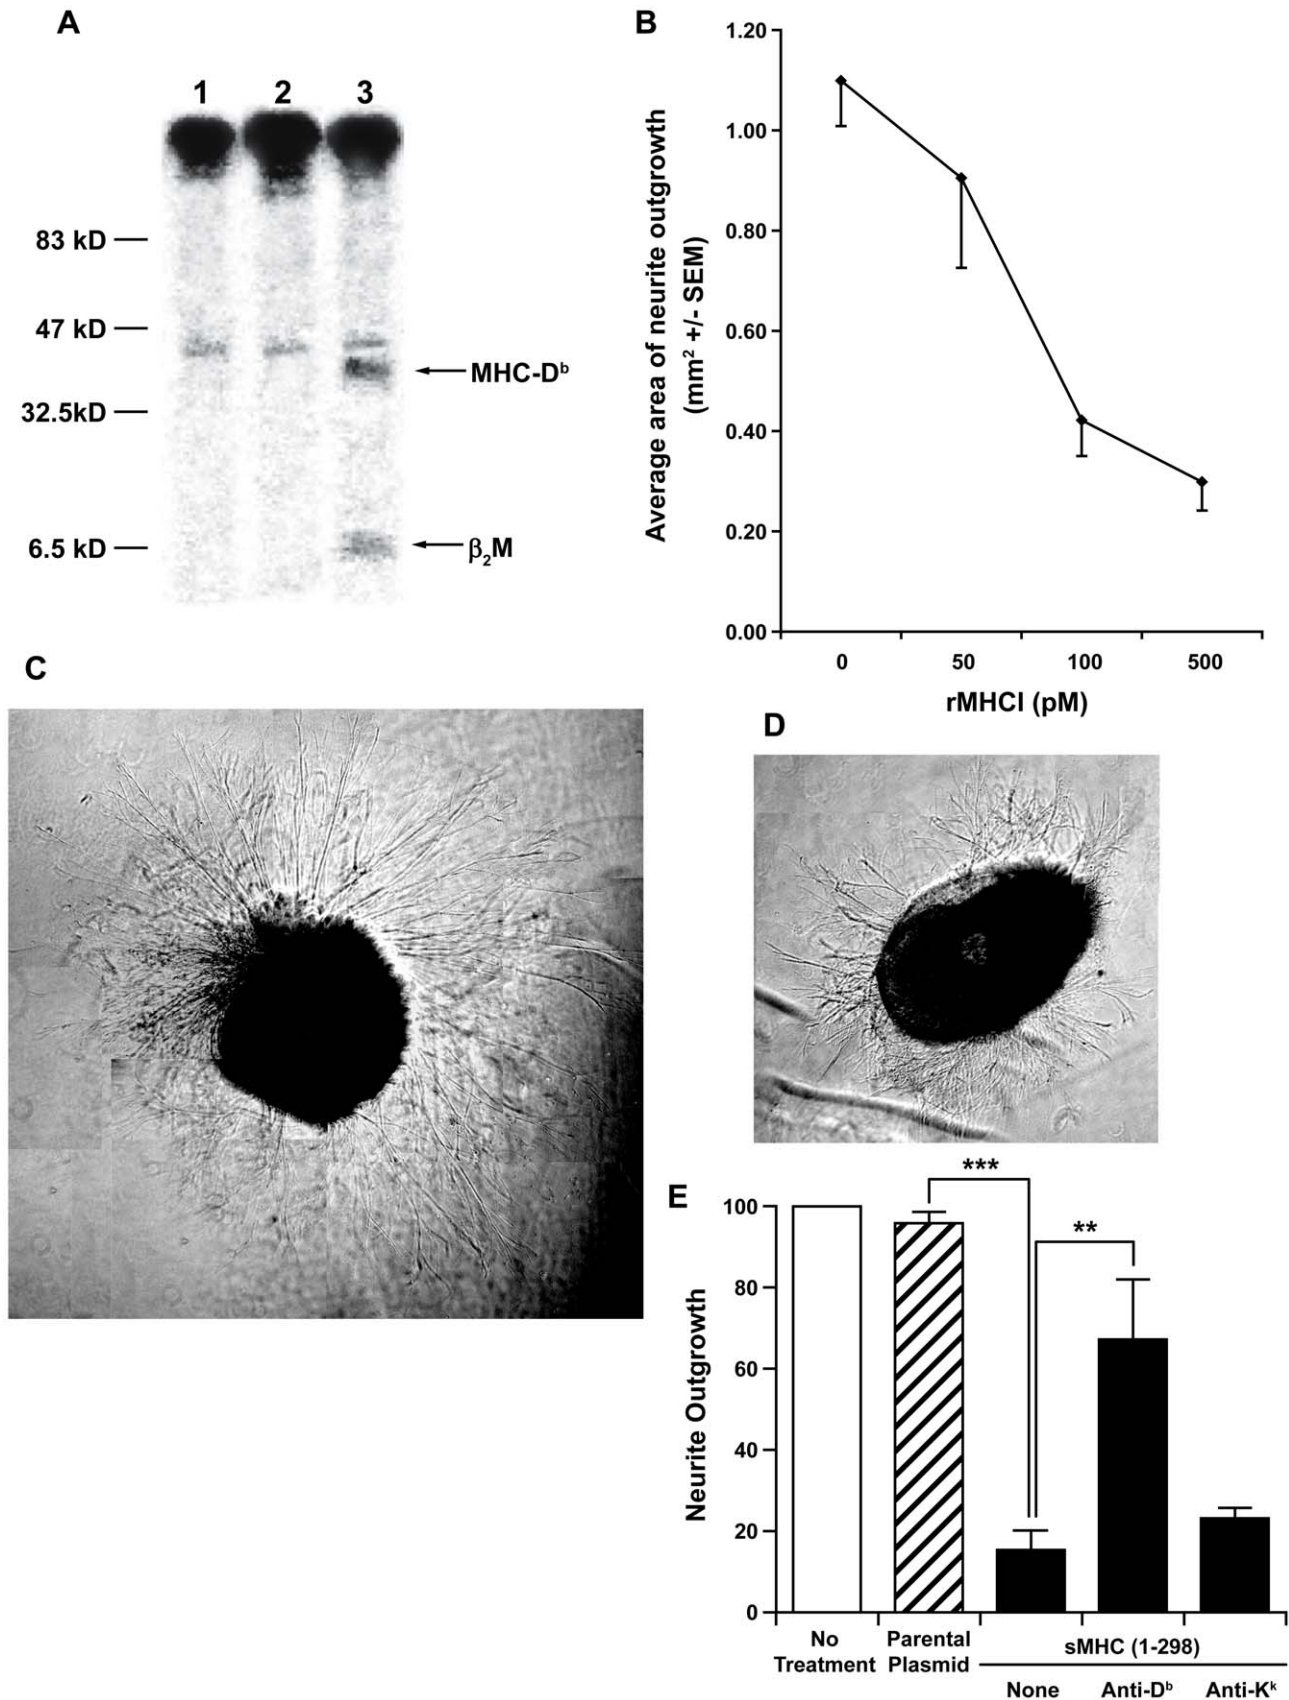 A
1 2 3
83 kD
47 kD
MHC-Dᵇ
32.5kD
6.5 kD
β₂M
B
Average area of neurite outgrowth
(mm² +/- SEM)
1.20
1.00
0.80
0.60
0.40
0.20
0.00
0 50 100 500
rMHCI (pM)
C
D
E
Neurite Outgrowth
100
80
60
40
20
0
***
**
No
Treatment
Parental
Plasmid
sMHC (1-298)
None Anti-Dᵇ Anti-Kᵏ